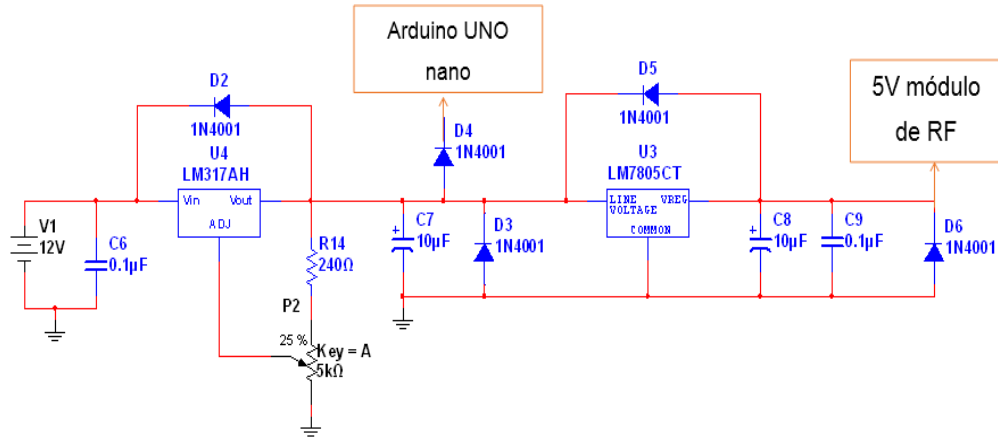 Arduino UNO
nano
5V módulo
de RF
D2
1N4001
U4
LM317AH
Vin
Vout
ADJ
V1
12V
C6
0.1µF
R14
240Ω
P2
25 %
Key = A
5kΩ
D4
1N4001
C7
+
10µF
D3
1N4001
D5
1N4001
U3
LM7805CT
LINE VREG
VOLTAGE
COMMON
C8
+
10µF
C9
0.1µF
D6
1N4001